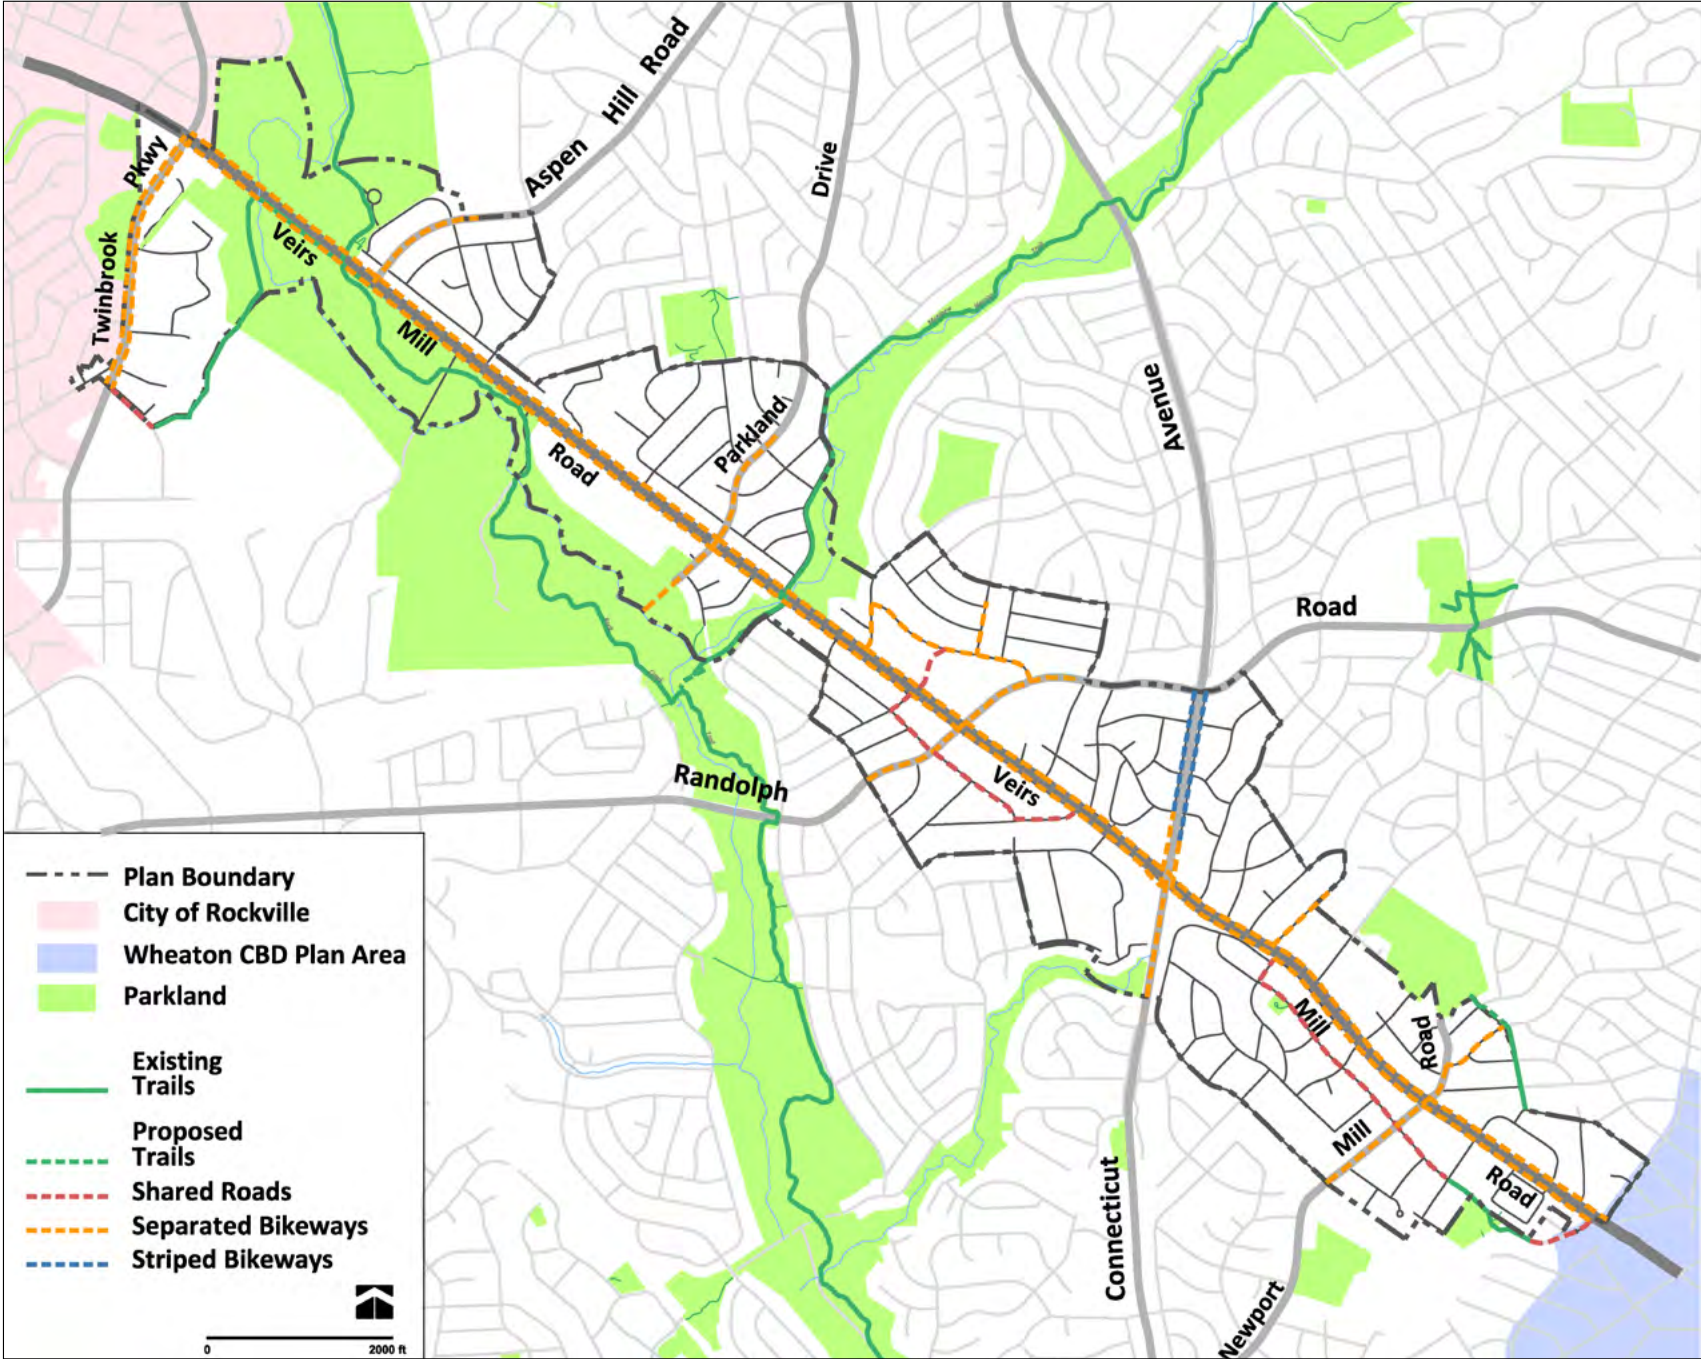 Aspen
Hill
Road
Drive
Pkwy
Twinbrook
Veirs
Mill
Road
Parkland
Avenue
Road
Randolph
Veirs
Mill
Road
Mill
Road
Connecticut
Newport
Plan Boundary
City of Rockville
Wheaton CBD Plan Area
Parkland
Existing
Trails
Proposed
Trails
Shared Roads
Separated Bikeways
Striped Bikeways
0 2000 ft